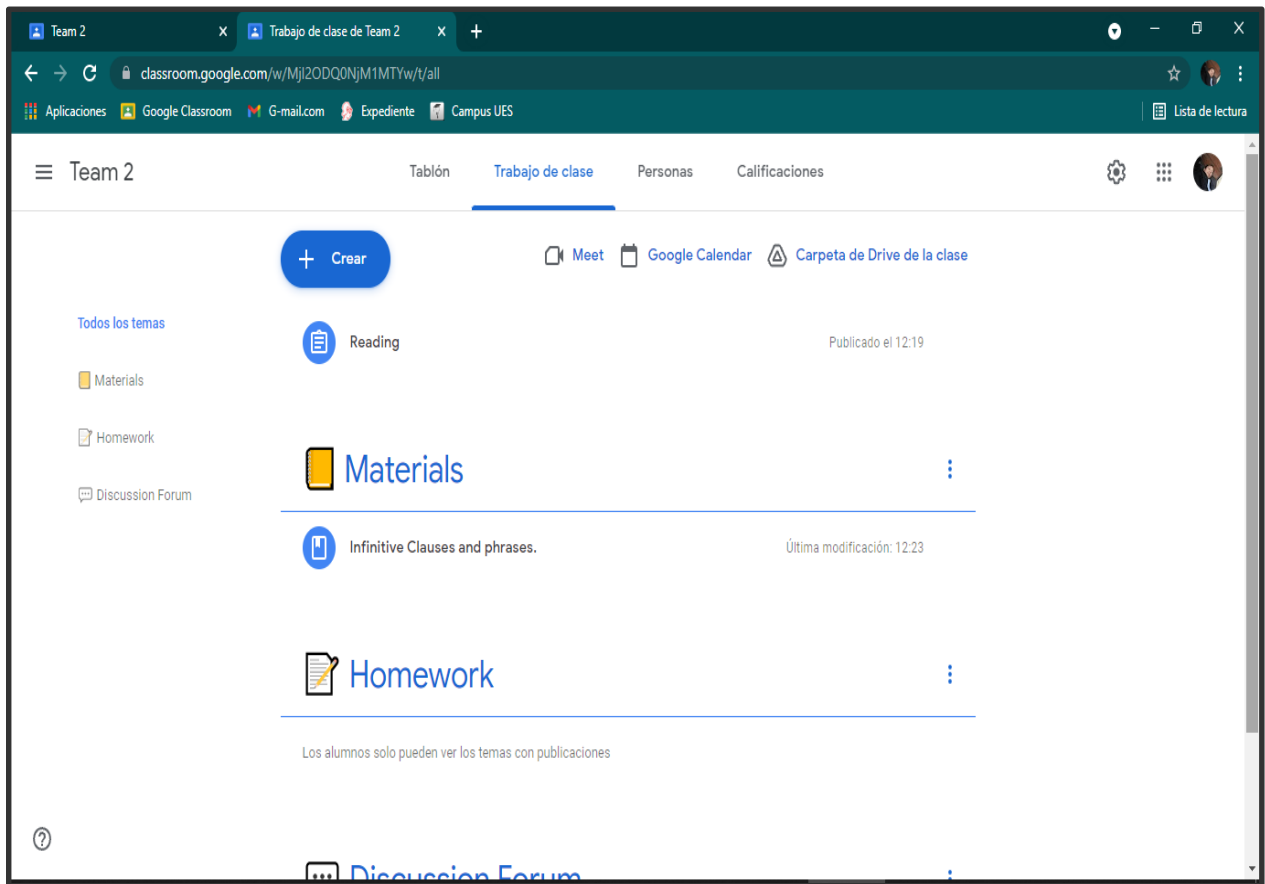 Team 2
Trabajo de clase de Team 2
classroom.google.com/w/MjI2ODQ0NjM1MTYw/t/all
Aplicaciones Google Classroom G-mail.com Expediente Campus UES Lista de lectura
Team 2 Tablón Trabajo de clase Personas Calificaciones
Crear Meet Google Calendar Carpeta de Drive de la clase
Todos los temas
Materials
Homework
Discussion Forum
Reading Publicado el 12:19
Materials
Infinitive Clauses and phrases. Última modificación: 12:23
Homework
Los alumnos solo pueden ver los temas con publicaciones
Discussion Forum